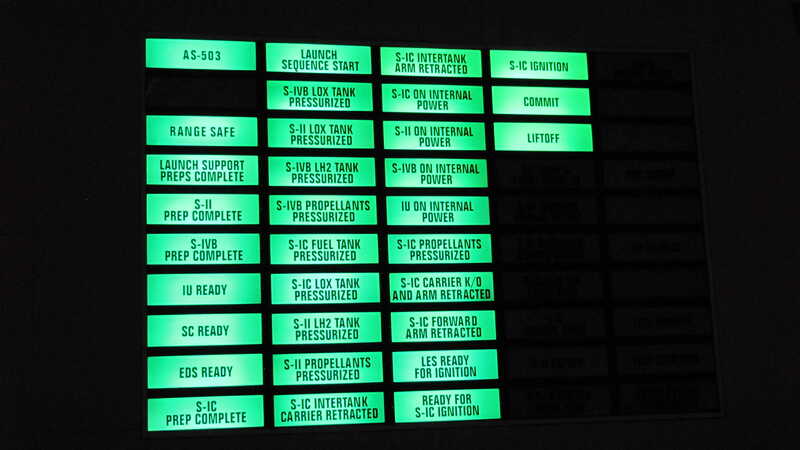 AS-503
RANGE SAFE
LAUNCH SUPPORT
PREPS COMPLETE
S-II
PREP COMPLETE
S-IVB
PREP COMPLETE
IU READY
SC READY
EDS READY
S-IC
PREP COMPLETE
LAUNCH
SEQUENCE START
S-IVB LOX TANK
PRESSURIZED
S-II LOX TANK
PRESSURIZED
S-IVB LH2 TANK
PRESSURIZED
S-IVB PROPELLANTS
PRESSURIZED
S-IC FUEL TANK
PRESSURIZED
S-IC LOX TANK
PRESSURIZED
S-II LH2 TANK
PRESSURIZED
S-II PROPELLANTS
PRESSURIZED
S-IC INTERTANK
CARRIER RETRACTED
S-IC INTERTANK
ARM RETRACTED
S-IC ON INTERNAL
POWER
S-II ON INTERNAL
POWER
S-IVB ON INTERNAL
POWER
IU ON INTERNAL
POWER
S-IC PROPELLANTS
PRESSURIZED
S-IC CARRIER K/O
AND ARM RETRACTED
S-IC FORWARD
ARM RETRACTED
LES READY
FOR IGNITION
READY FOR
S-IC IGNITION
S-IC IGNITION
COMMIT
LIFTOFF